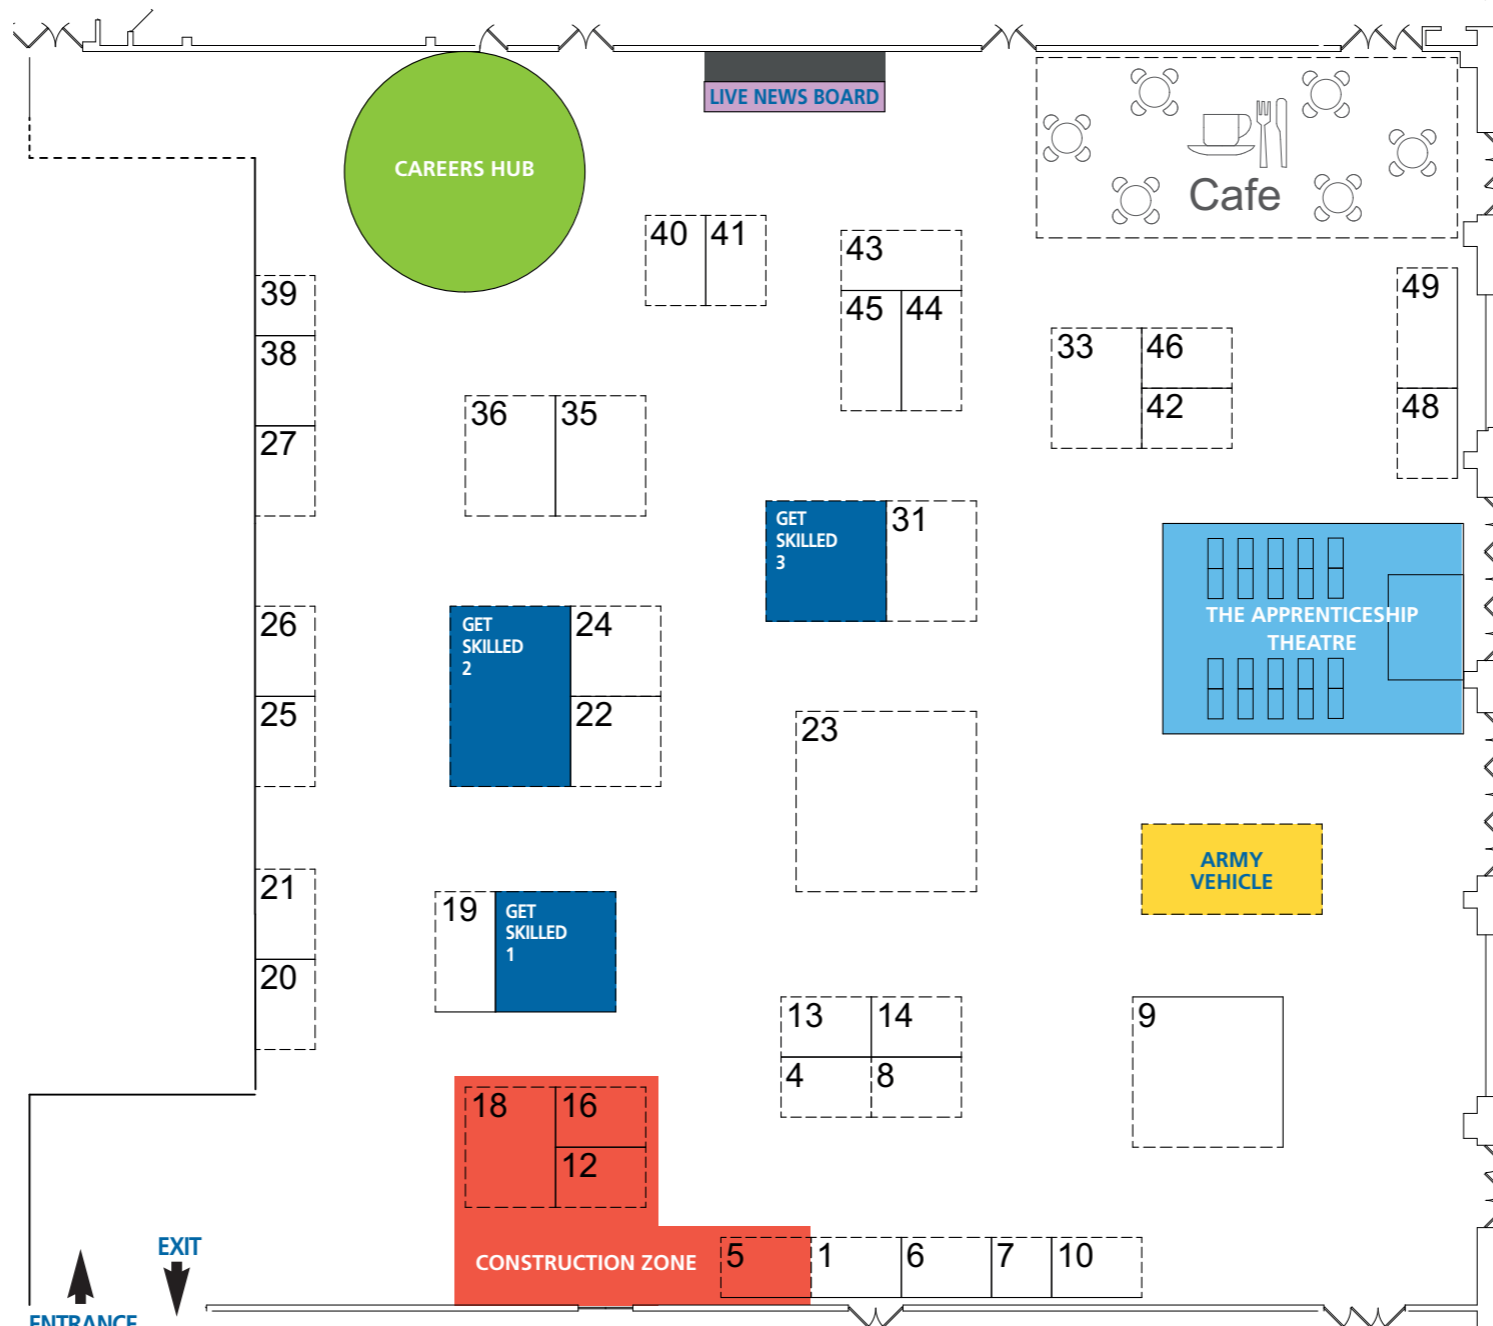 LIVE NEWS BOARD
CAREERS HUB
Cafe
40 41
43
45 44
39
38
27
49
48
33 46
42
36 35
GET
SKILLED
3
31
GET
SKILLED
2
24
22
26
25
THE APPRENTICESHIP
THEATRE
23
ARMY
VEHICLE
21
20
19
GET
SKILLED
1
13 14
4 8
9
18 16
12
CONSTRUCTION ZONE
5 1 6 7 10
EXIT
ENTRANCE